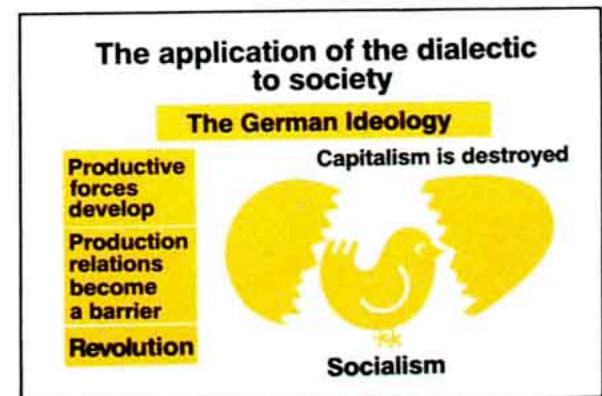 The application of the dialectic
to society
The German Ideology
Productive
forces
develop
Production
relations
become
a barrier
Revolution
Capitalism is destroyed
Socialism